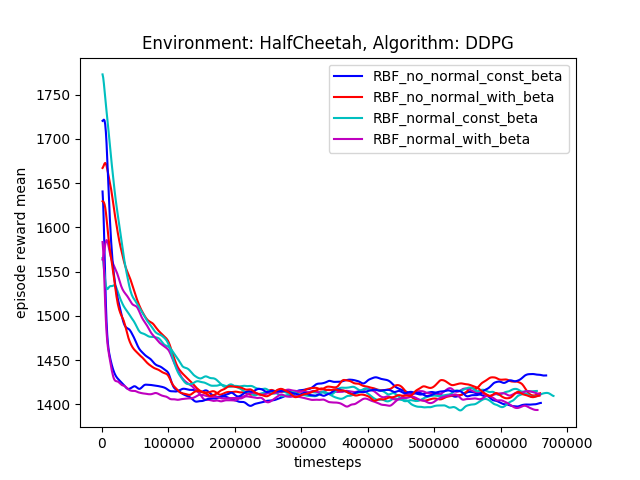 Environment: HalfCheetah, Algorithm: DDPG
episode reward mean
1750
1700
1650
1600
1550
1500
1450
1400
RBF_no_normal_const_beta
RBF_no_normal_with_beta
RBF_normal_const_beta
RBF_normal_with_beta
0 100000 200000 300000 400000 500000 600000 700000
timesteps